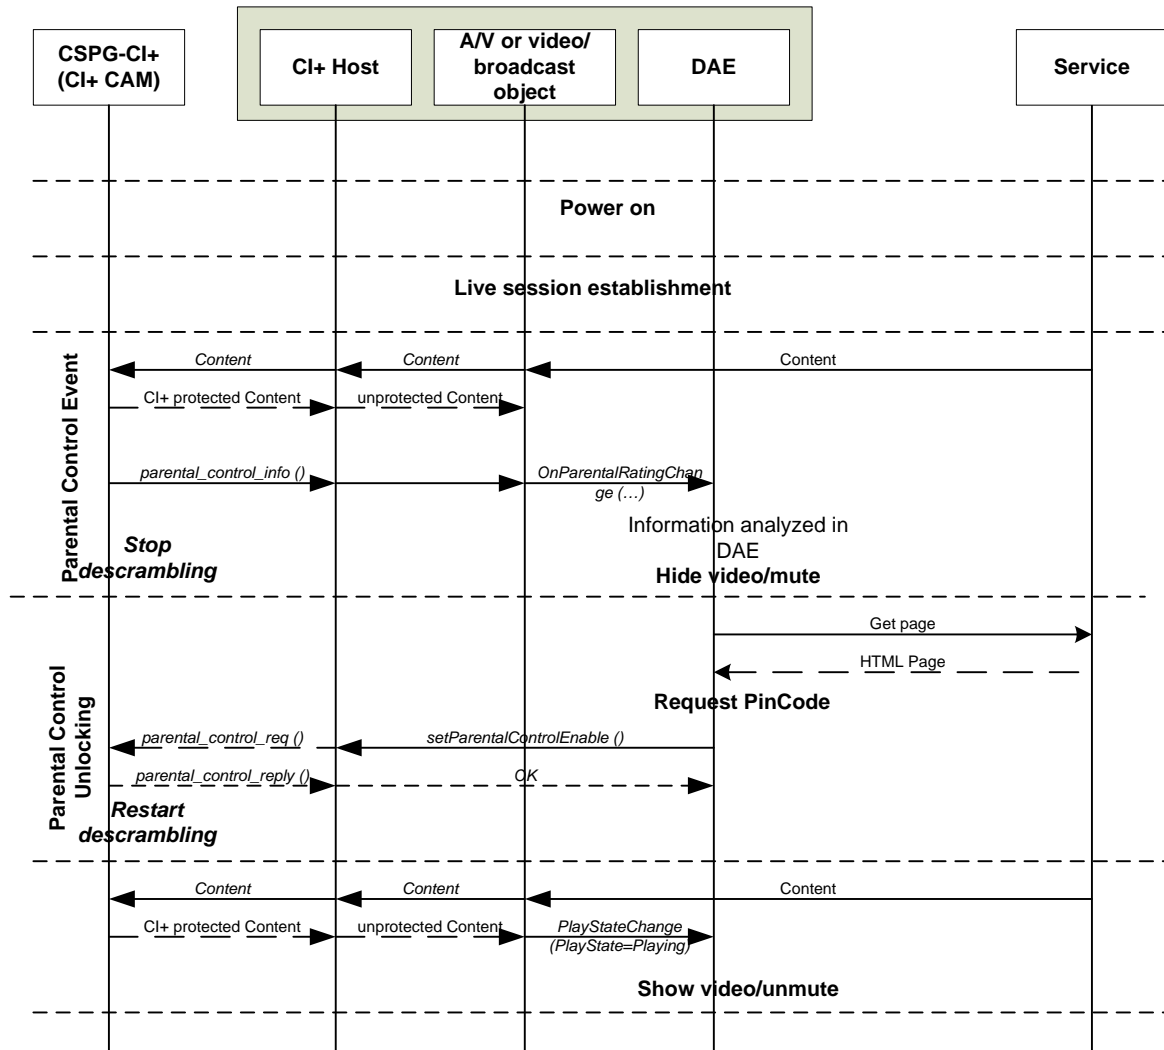 CSPG-CI+
(CI+ CAM)
CI+ Host
A/V or video/
broadcast
object
DAE
Service
Power on
Live session establishment
Parental Control Event
Content
Content
Content
CI+ protected Content
unprotected Content
parental_control_info ()
OnParentalRatingChan
ge (…)
Information analyzed in
DAE
Stop
descrambling
Hide video/mute
Parental Control
Unlocking
Get page
HTML Page
Request PinCode
parental_control_req ()
setParentalControlEnable ()
parental_control_reply ()
OK
Restart
descrambling
Content
Content
Content
CI+ protected Content
unprotected Content
PlayStateChange
(PlayState=Playing)
Show video/unmute